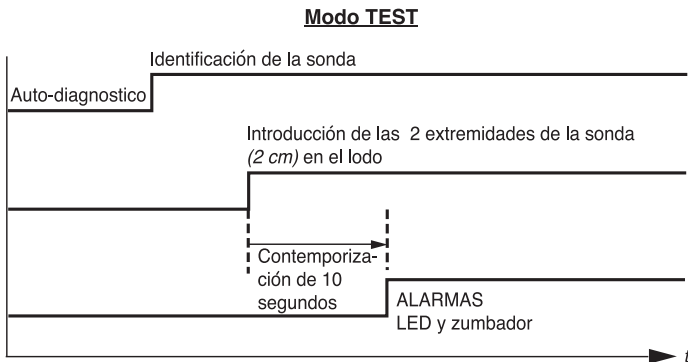 Modo TEST
Identificación de la sonda
Auto-diagnostico
Introducción de las 2 extremidades de la sonda
(2 cm) en el lodo
Contemporiza-
ción de 10
segundos
ALARMAS
LED y zumbador
t